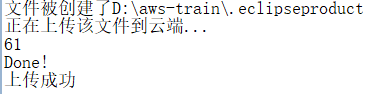 文件被创建了D:\aws-train\.eclipseproduct
正在上传该文件到云端...
61
Done!
上传成功